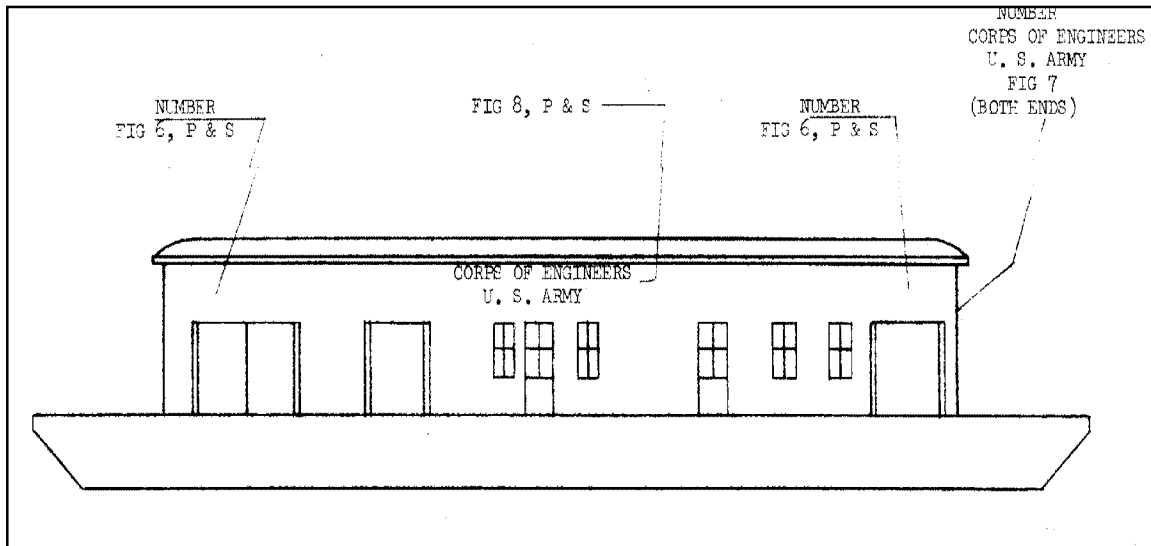 NUMBER
CORPS OF ENGINEERS
U. S. ARMY
FIG 7
(BOTH ENDS)
NUMBER
FIG 6, P & S
FIG 8, P & S
NUMBER
FIG 6, P & S
CORPS OF ENGINEERS
U. S. ARMY